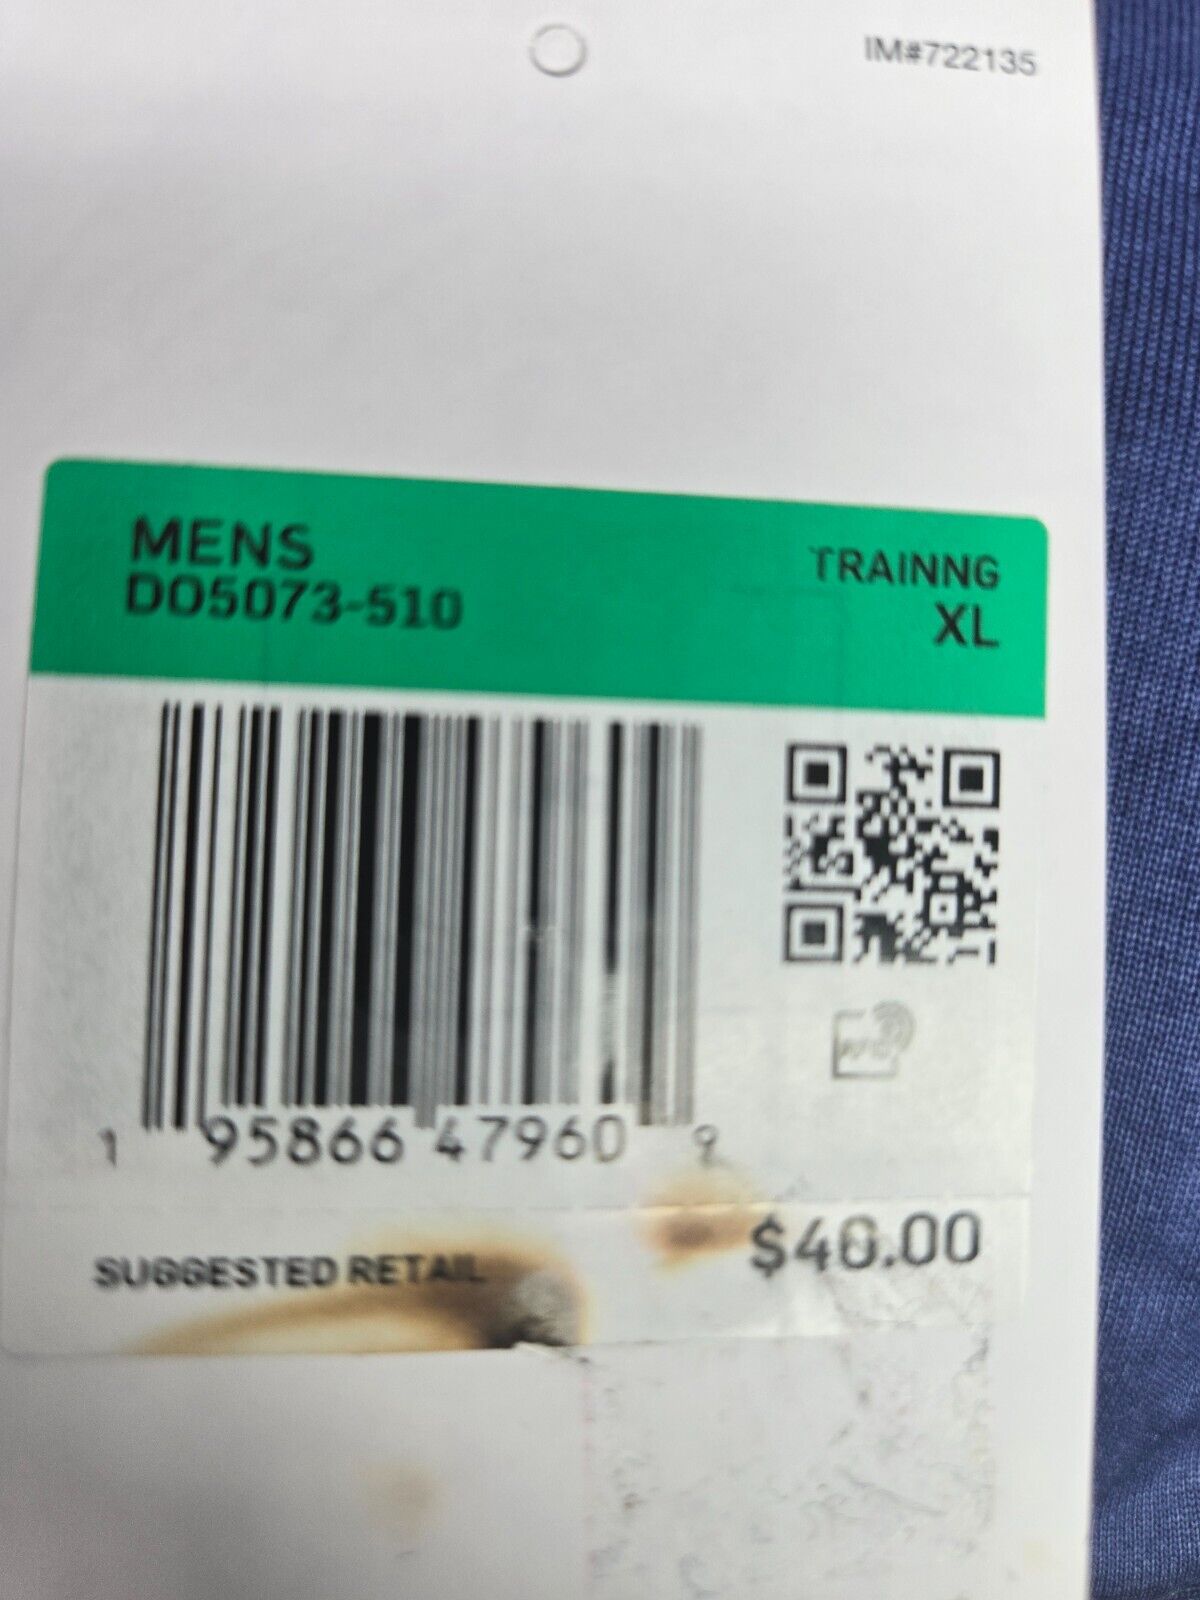 IM#722135
MENS
DO5073-510
TRAINNG
XL
1 95866 47960 9
SUGGESTED RETAIL
$40.00